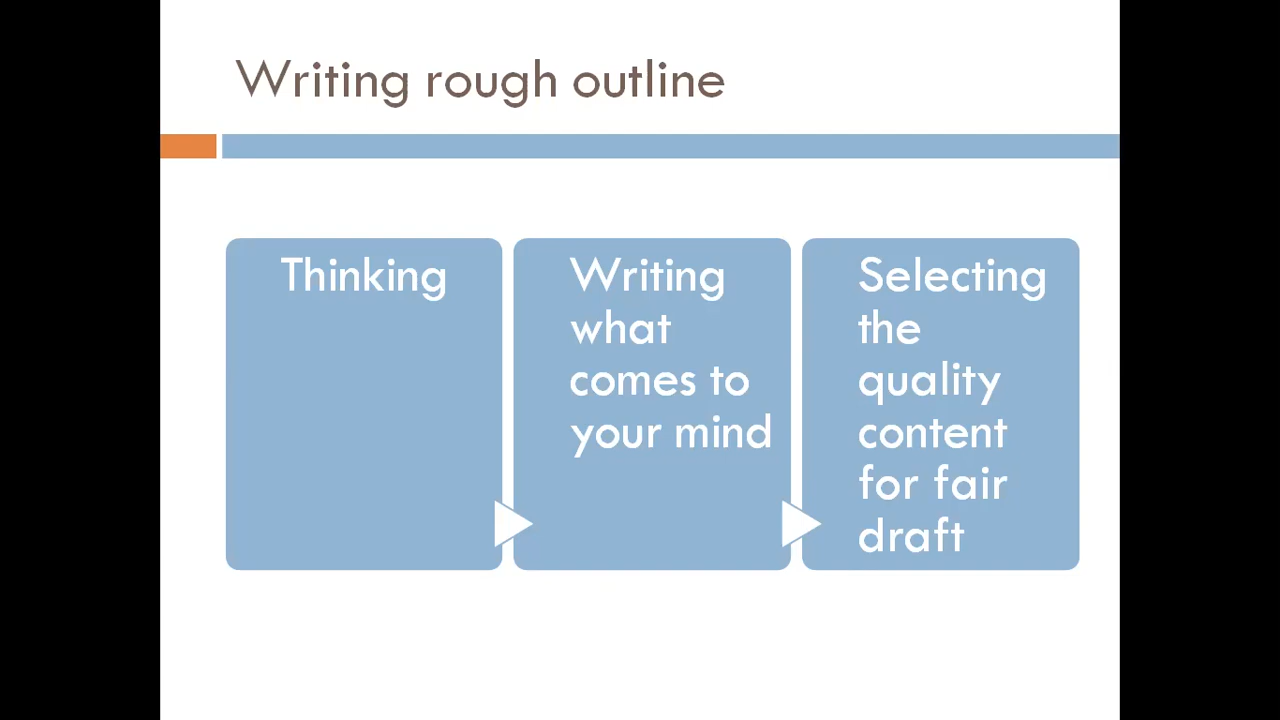 Writing rough outline
Thinking
Writing
what
comes to
your mind
Selecting
the
quality
content
for fair
draft